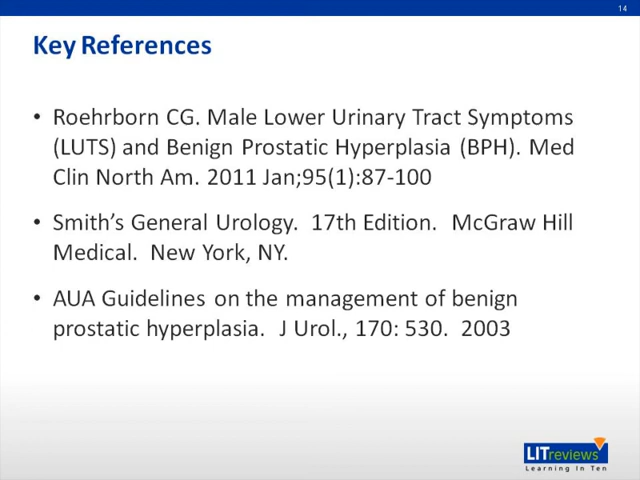 14
Key References
• Roehrborn CG. Male Lower Urinary Tract Symptoms
(LUTS) and Benign Prostatic Hyperplasia (BPH). Med
Clin North Am. 2011 Jan;95(1):87-100
• Smith’s General Urology. 17th Edition. McGraw Hill
Medical. New York, NY.
• AUA Guidelines on the management of benign
prostatic hyperplasia. J Urol., 170: 530. 2003
LITreviews
Learning In Ten